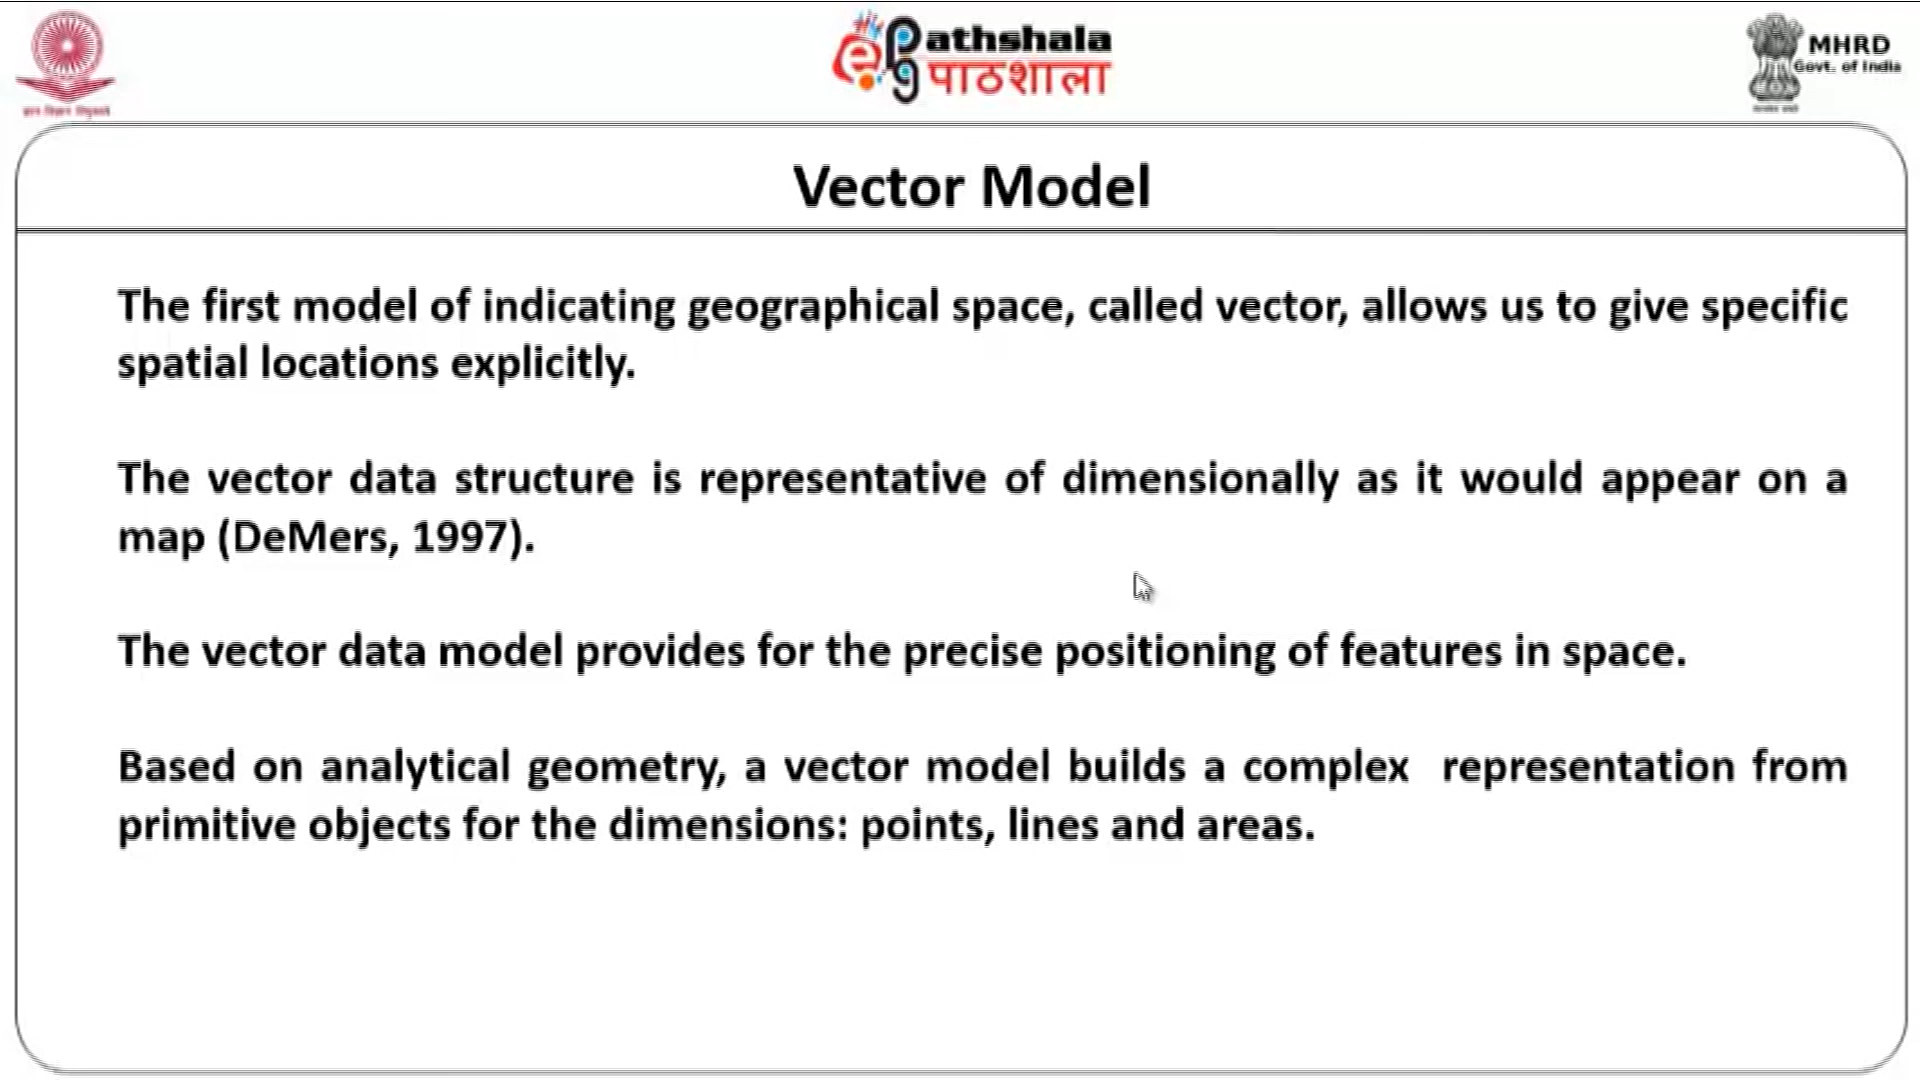 athshala
पाठशाला
MHRD
Govt. of India
Vector Model
The first model of indicating geographical space, called vector, allows us to give specific
spatial locations explicitly.
The vector data structure is representative of dimensionally as it would appear on a
map (DeMers, 1997).
The vector data model provides for the precise positioning of features in space.
Based on analytical geometry, a vector model builds a complex representation from
primitive objects for the dimensions: points, lines and areas.